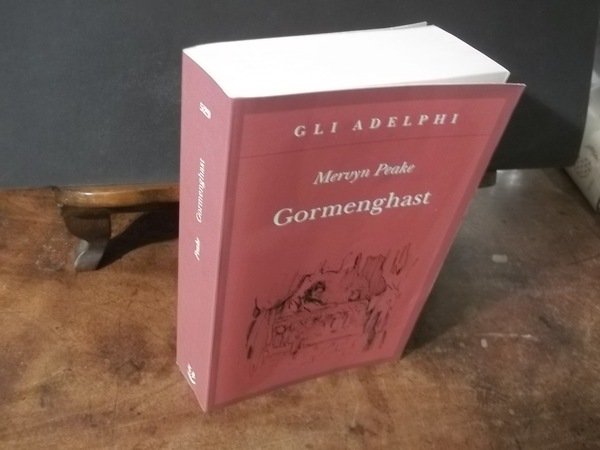 GLI ADELPHI
Mervyn Peake
Gormenghast
Peake Gormenghast